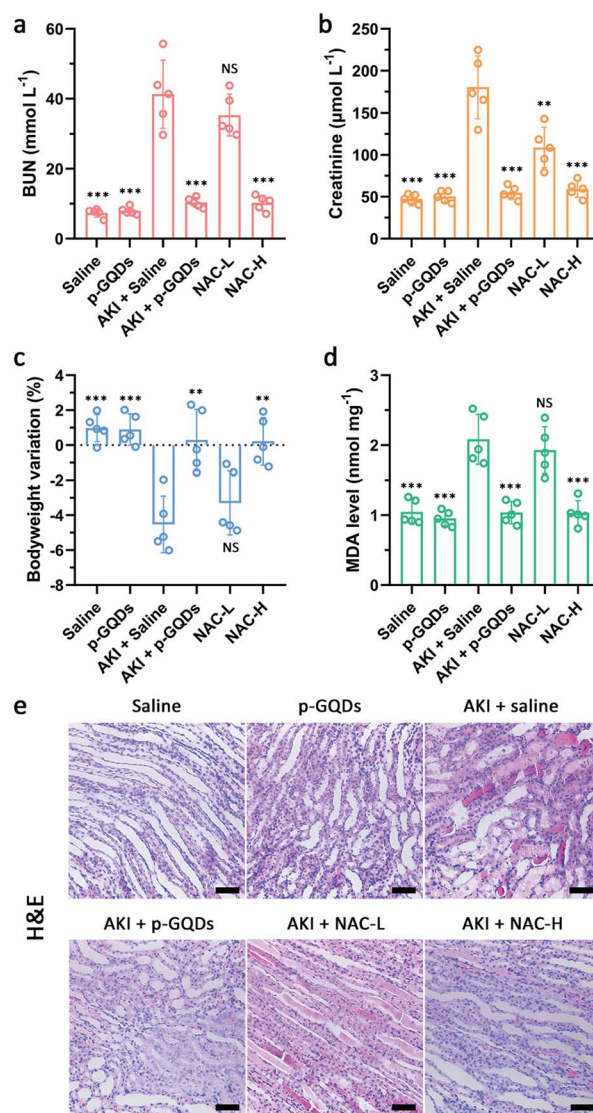 a
BUN (mmol L⁻¹)
60
40
20
0
***
***
***
NS
***
Saline
p-GQDs
AKI + Saline
AKI + p-GQDs
NAC-L
NAC-H
b
Creatinine (µmol L⁻¹)
250
200
150
100
50
0
***
***
***
**
***
Saline
p-GQDs
AKI + Saline
AKI + p-GQDs
NAC-L
NAC-H
c
Bodyweight variation (%)
4
2
0
-2
-4
-6
-8
***
***
**
NS
**
Saline
p-GQDs
AKI + Saline
AKI + p-GQDs
NAC-L
NAC-H
d
MDA level (nmol mg⁻¹)
3
2
1
0
***
***
***
NS
***
Saline
p-GQDs
AKI + Saline
AKI + p-GQDs
NAC-L
NAC-H
e
H&E
Saline
p-GQDs
AKI + saline
AKI + p-GQDs
AKI + NAC-L
AKI + NAC-H